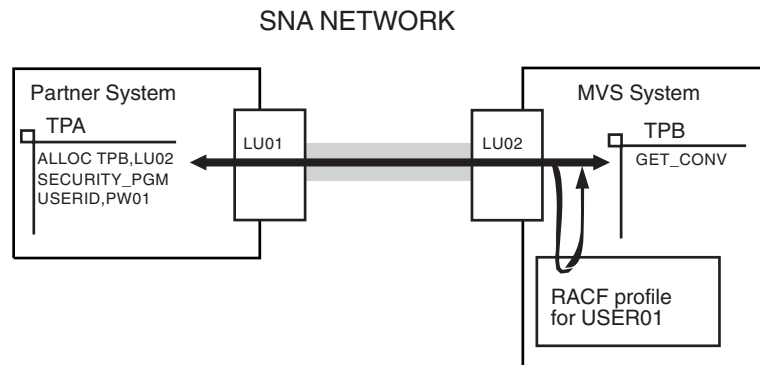 SNA NETWORK
Partner System
TPA
ALLOC TPB,LU02
SECURITY_PGM
USERID,PW01
LU01
LU02
MVS System
TPB
GET_CONV
RACF profile
for USER01